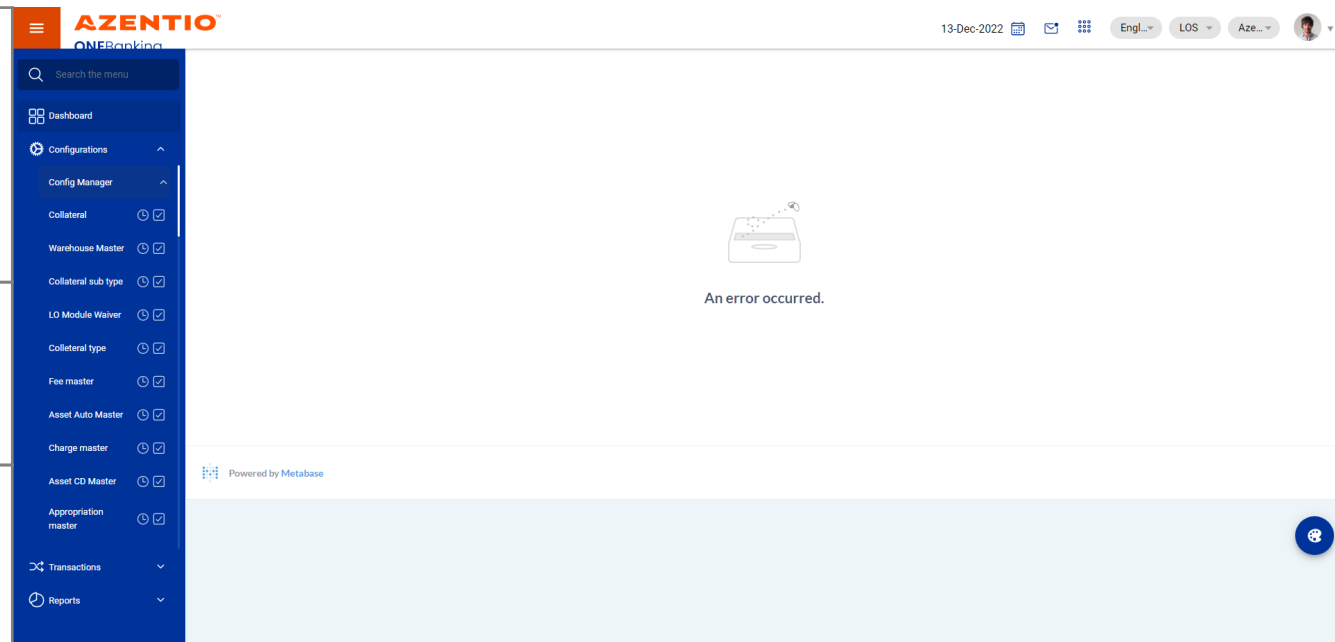 AZENTIO™
ONEBanking
13-Dec-2022
Engl...
LOS
Aze...
Search the menu
Dashboard
Configurations
Config Manager
Collateral
Warehouse Master
Collateral sub type
LO Module Waiver
Colleteral type
Fee master
Asset Auto Master
Charge master
Asset CD Master
Appropriation
master
Transactions
Reports
An error occurred.
Powered by Metabase